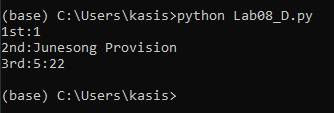 (base) C:\Users\kasis>python Lab08_D.py
1st:1
2nd:Junesong Provision
3rd:5:22
(base) C:\Users\kasis>